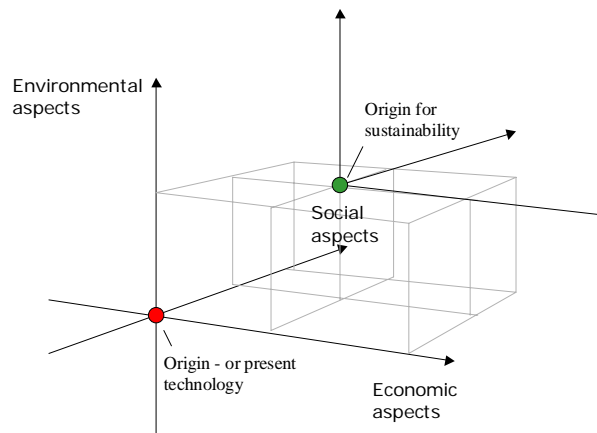 Environmental
aspects
Origin for
sustainability
Social
aspects
Origin - or present
technology
Economic
aspects